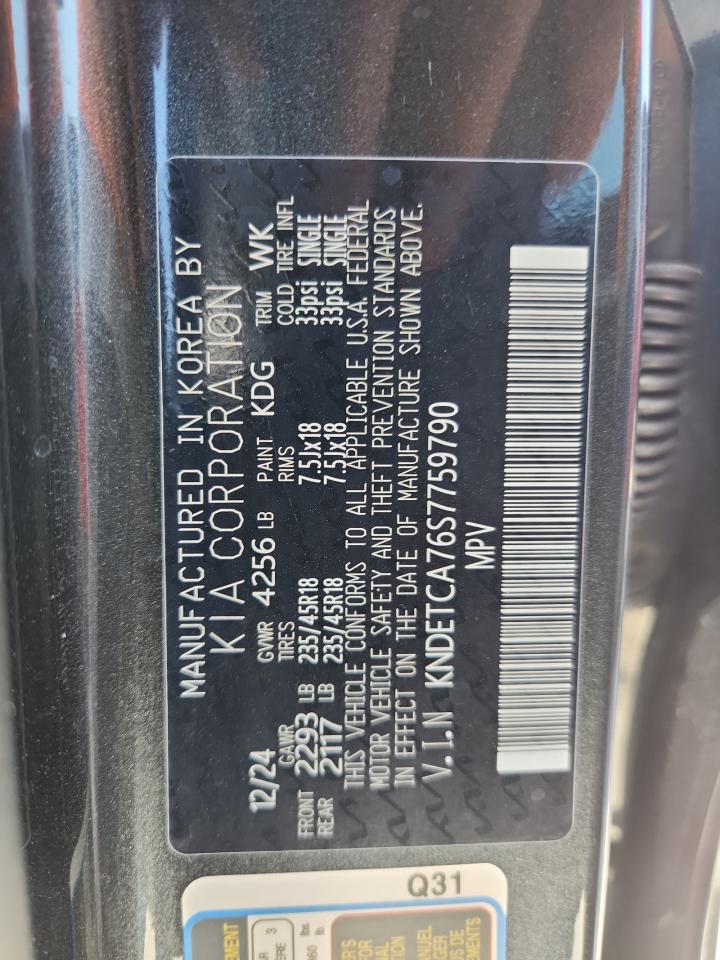 MANUFACTURED IN KOREA BY
KIA CORPORATION
12/24 GVWR 4256 LB PAINT KDG TRIM WK
GAWR TIRES RIMS COLD TIRE INFL
FRONT 2293 LB 235/45R18 7.5Jx18 33psi SINGLE
REAR 2117 LB 235/45R18 7.5Jx18 33psi SINGLE
THIS VEHICLE CONFORMS TO ALL APPLICABLE U.S.A. FEDERAL
MOTOR VEHICLE SAFETY AND THEFT PREVENTION STANDARDS
IN EFFECT ON THE DATE OF MANUFACTURE SHOWN ABOVE.
V.I.N KNDETCA76S7759790
MPV
Q31